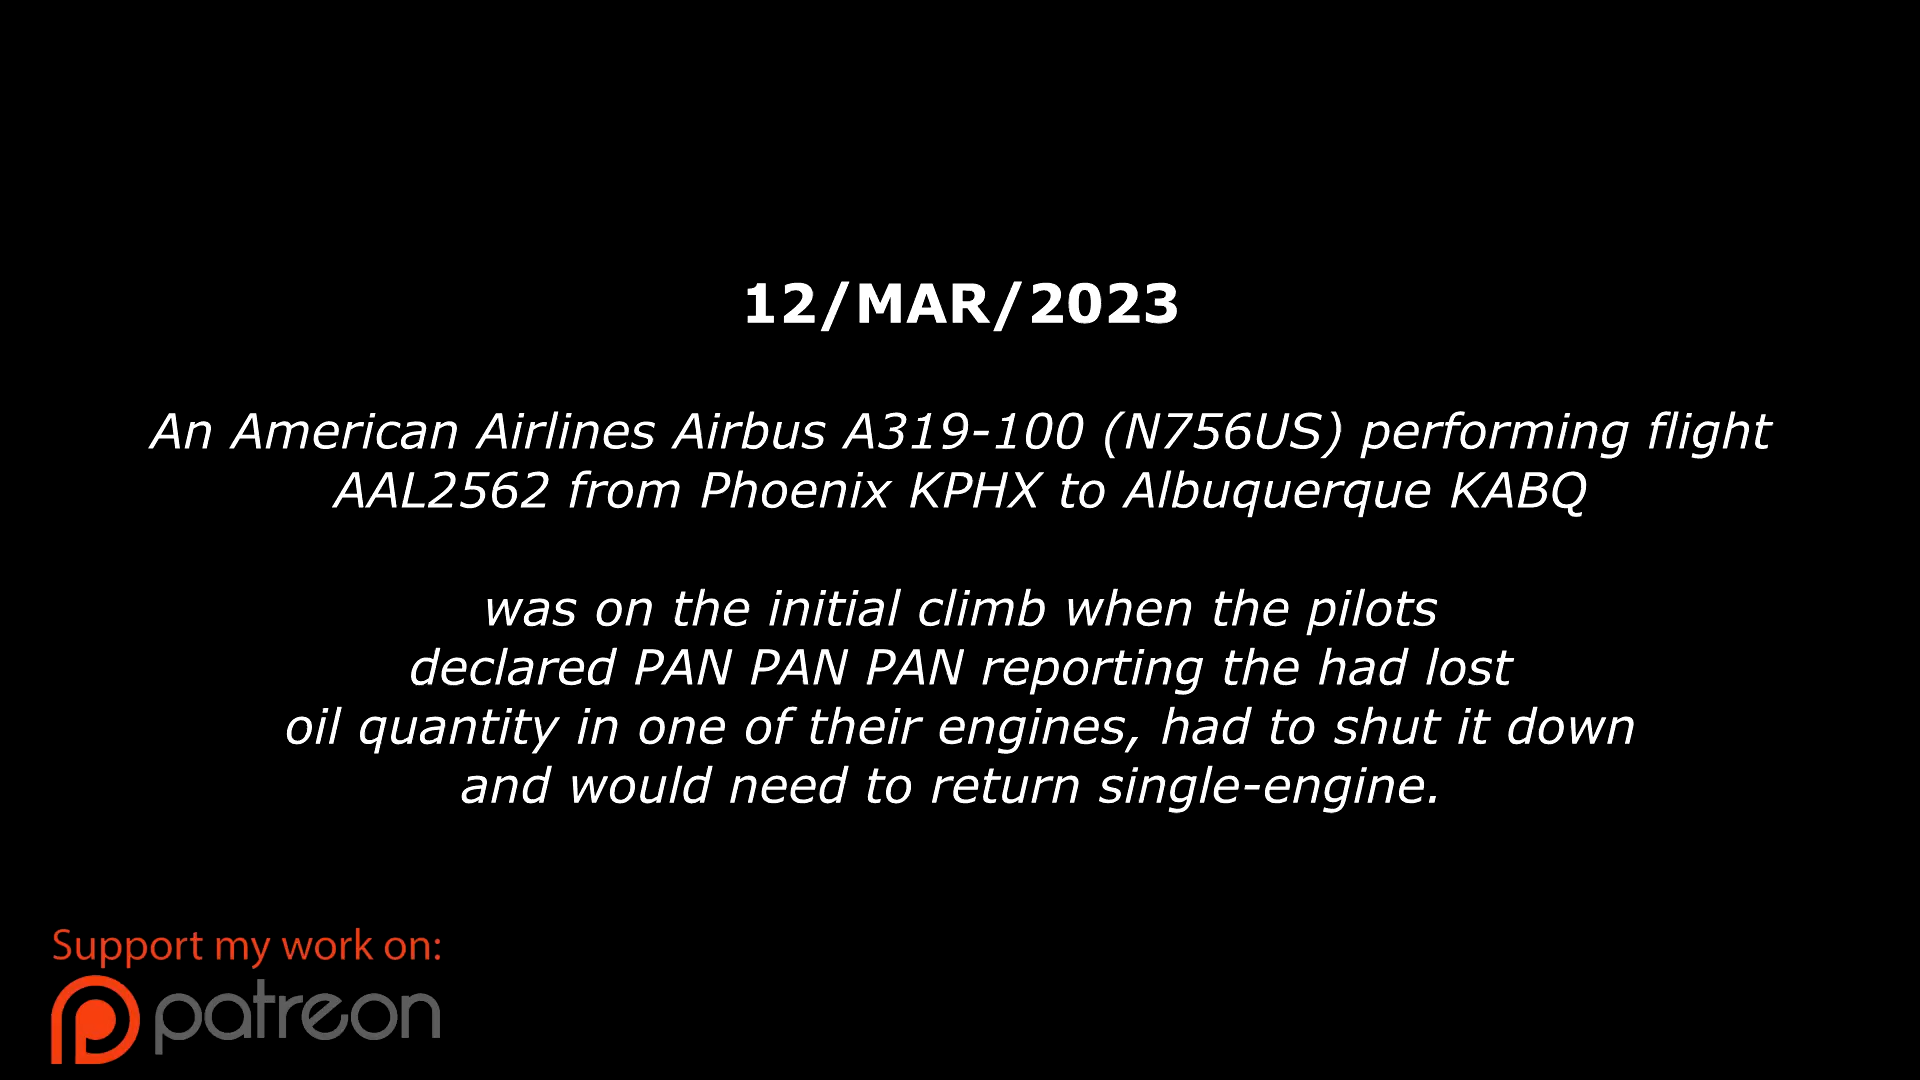 12/MAR/2023
An American Airlines Airbus A319-100 (N756US) performing flight
AAL2562 from Phoenix KPHX to Albuquerque KABQ
was on the initial climb when the pilots
declared PAN PAN PAN reporting the had lost
oil quantity in one of their engines, had to shut it down
and would need to return single-engine.
Support my work on:
patreon